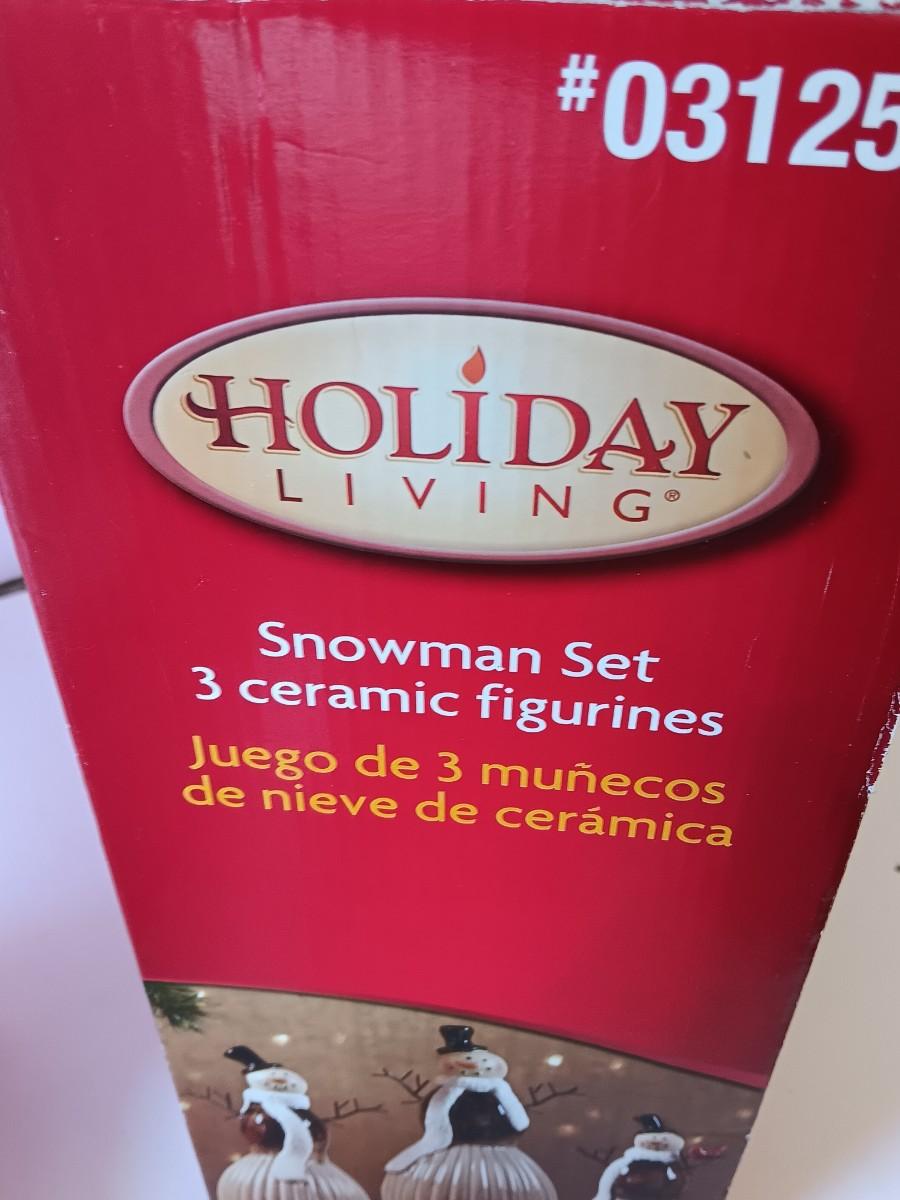 #03125
HOLIDAY
LIVING®
Snowman Set
3 ceramic figurines
Juego de 3 muñecos
de nieve de cerámica